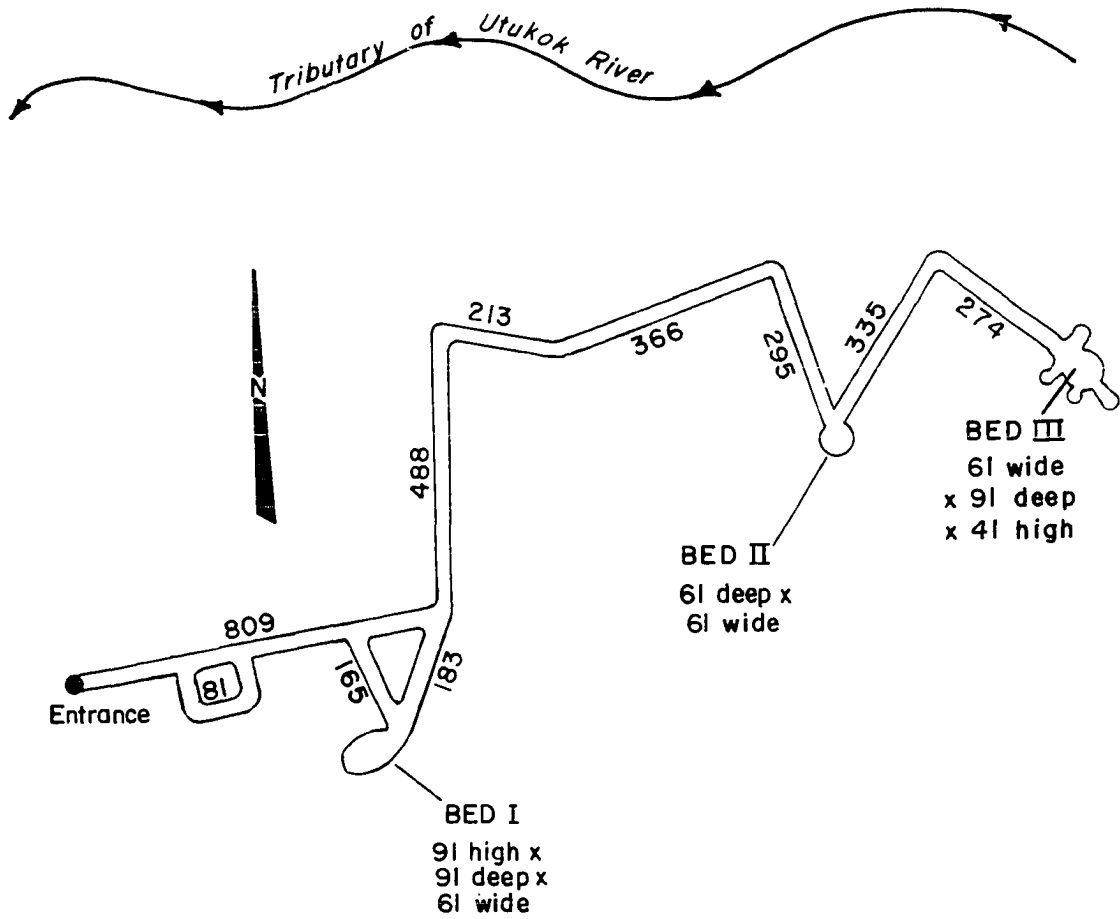 Tributary of Utukok River
N
213
366
295
335
274
488
BED III
61 wide
x 91 deep
x 41 high
BED II
61 deep x
61 wide
809
81
165
183
Entrance
BED I
91 high x
91 deep x
61 wide